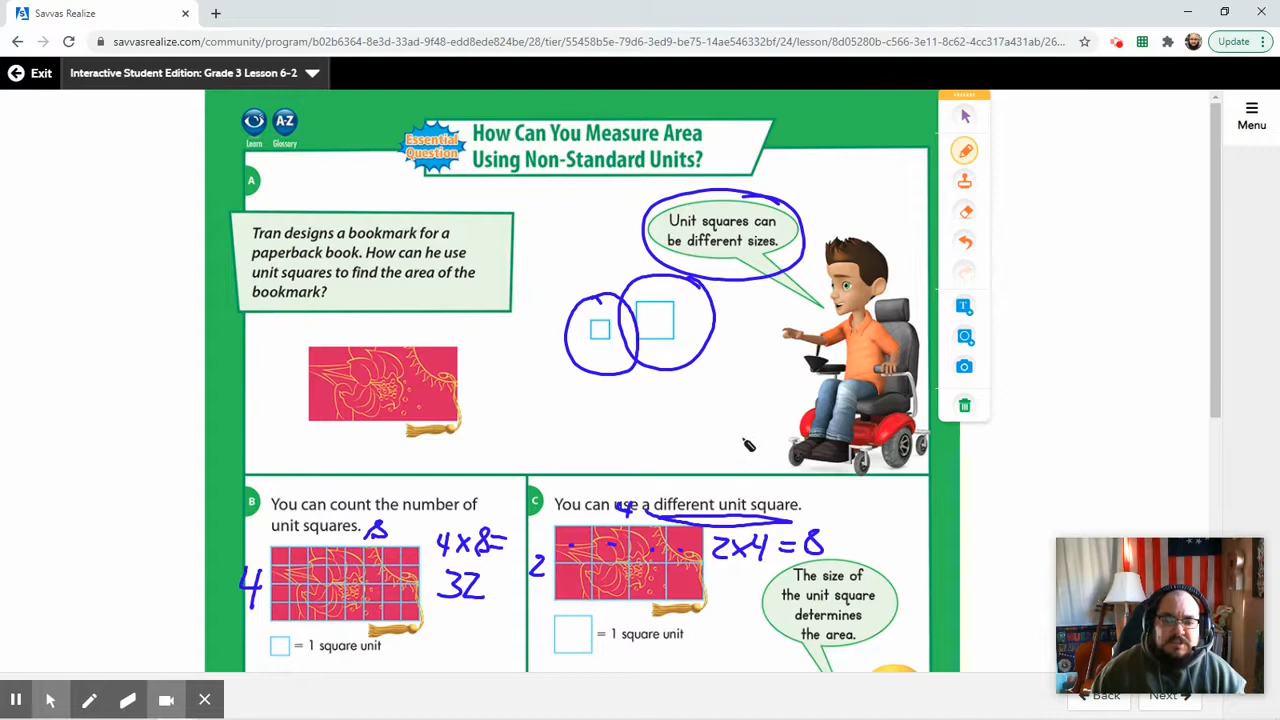 Savvas Realize
savvasrealize.com/community/program/b02b6364-8e3d-33ad-9f48-edd8ede824be/28/tier/55458b5e-79d6-3ed9-be75-14ae546332bf/24/lesson/8d05280b-c566-3e11-8c62-4cc317a431ab/26...
Update
Exit
Interactive Student Edition: Grade 3 Lesson 6-2
Menu
A-Z
Learn
Glossary
Essential
Question
How Can You Measure Area
Using Non-Standard Units?
A
Unit squares can
be different sizes.
Tran designs a bookmark for a
paperback book. How can he use
unit squares to find the area of the
bookmark?
B
You can count the number of
unit squares.
8
4
4x8=
32
= 1 square unit
C
You can use a different unit square.
4
2
2x4=8
= 1 square unit
The size of
the unit square
determines
the area.
Back
Next